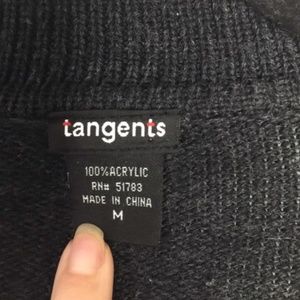 tangents
100% ACRYLIC
RN# 51783
MADE IN CHINA
M